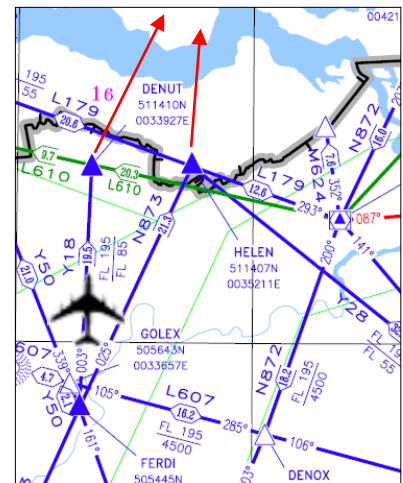 00421
195
55
16
DENUT
511410N
0033927E
L179
20.6
N872
16.0
M624
7.6
352°
9.7
L610
20.3
L610
L179
12.6
293°
087°
N873
21.3
Y18
19.5
FL 195
FL 85
HELEN
511407N
0035211E
200°
141°
Y50
21.0
Y28
FL 195
FL 55
GOLEX
505643N
0033657E
N872
18.2
FL 195
4500
607
4.7
Y50
339°
003°
025°
105°
L607
16.2
FL 195
4500
285°
106°
161°
FERDI
505445N
DENOX